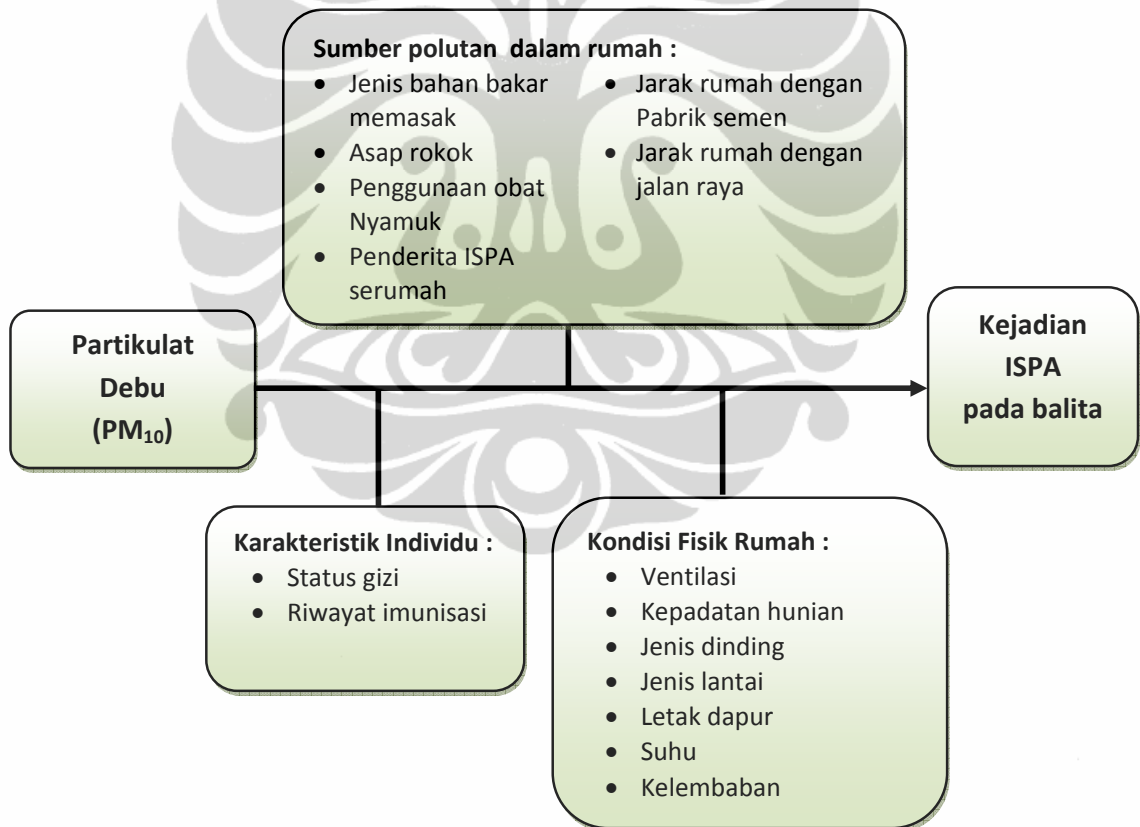 Sumber polutan dalam rumah :
• Jenis bahan bakar
memasak
• Asap rokok
• Penggunaan obat
Nyamuk
• Penderita ISPA
serumah
• Jarak rumah dengan
Pabrik semen
• Jarak rumah dengan
jalan raya
Partikulat
Debu
(PM₁₀)
Kejadian
ISPA
pada balita
Karakteristik Individu :
• Status gizi
• Riwayat imunisasi
Kondisi Fisik Rumah :
• Ventilasi
• Kepadatan hunian
• Jenis dinding
• Jenis lantai
• Letak dapur
• Suhu
• Kelembaban